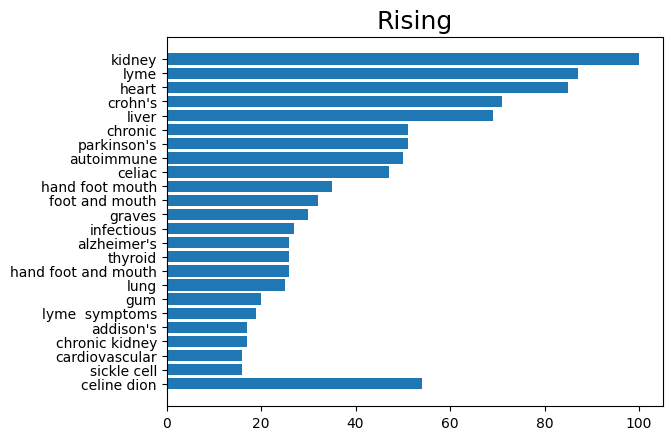 Rising
kidney
lyme
heart
crohn's
liver
chronic
parkinson's
autoimmune
celiac
hand foot mouth
foot and mouth
graves
infectious
alzheimer's
thyroid
hand foot and mouth
lung
gum
lyme  symptoms
addison's
chronic kidney
cardiovascular
sickle cell
celine dion
0 20 40 60 80 100